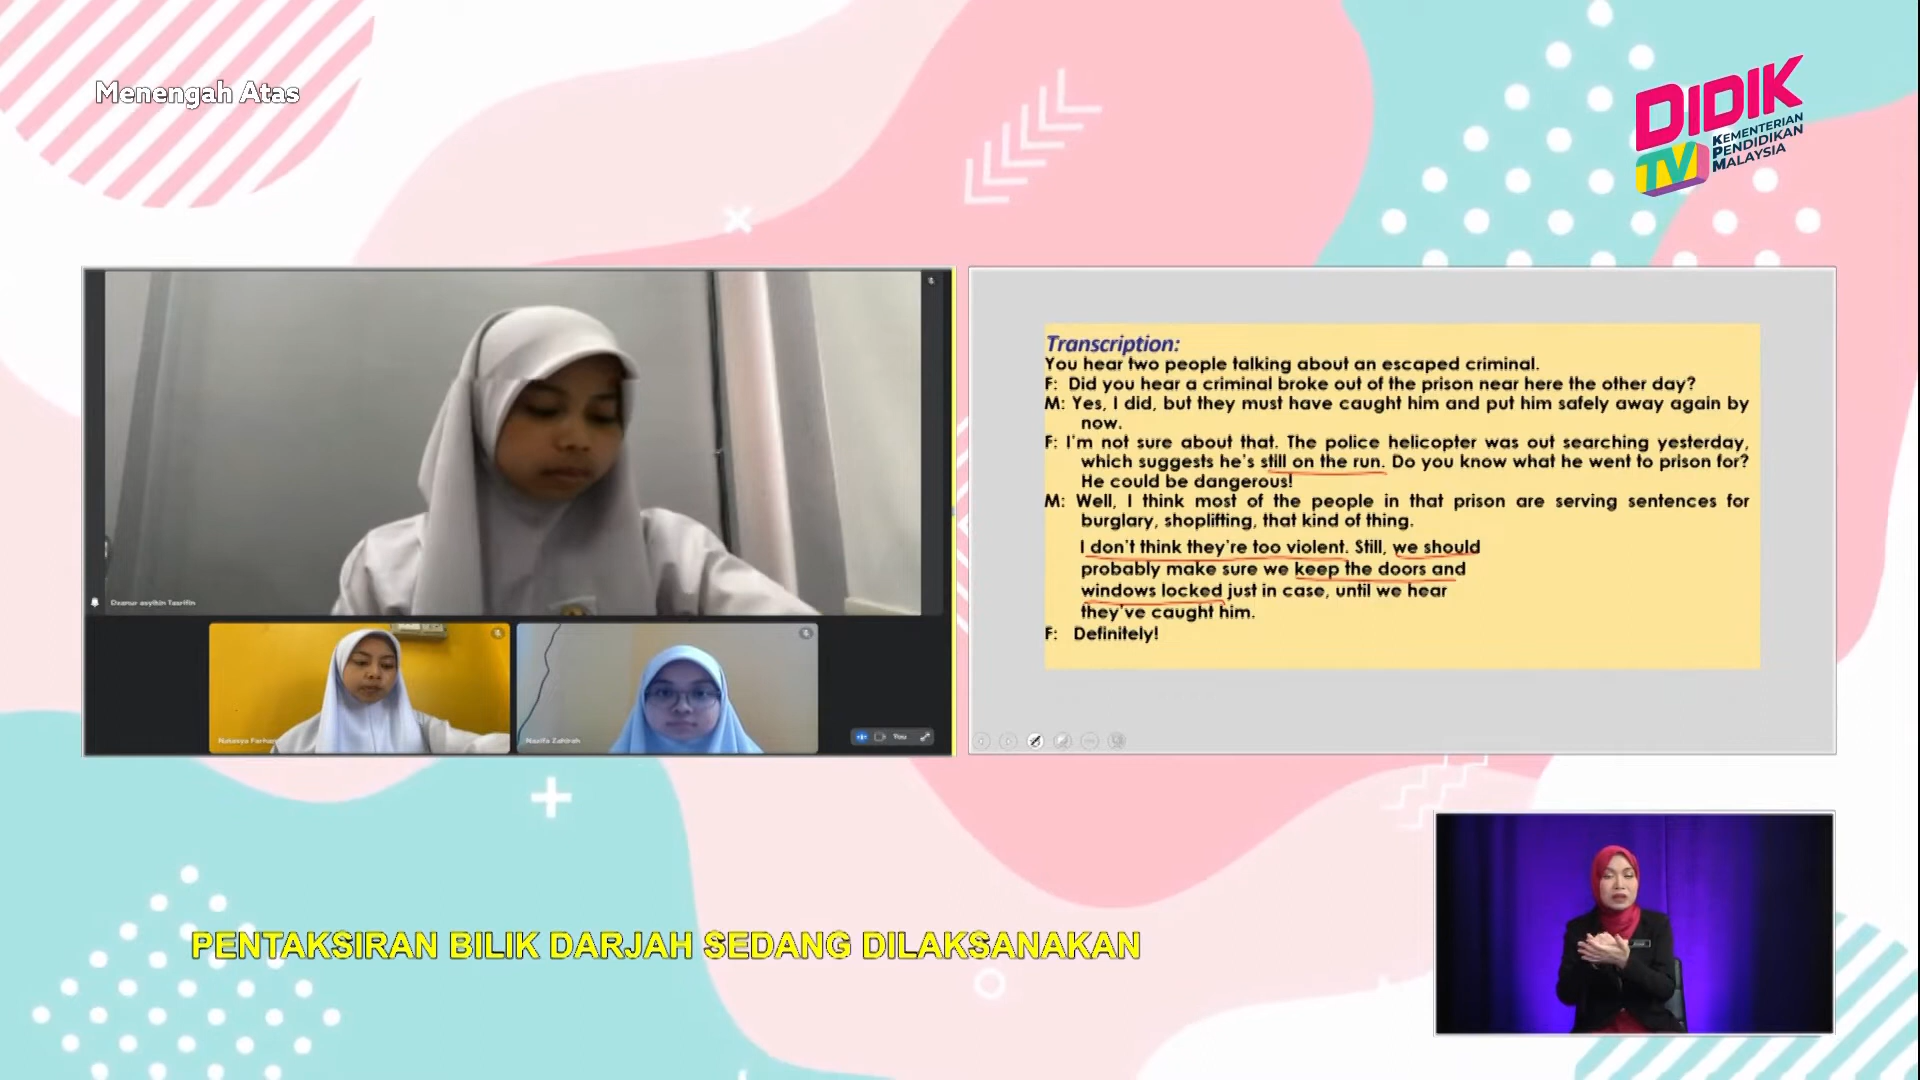 Menengah Atas
DIDIK
TV
KEMENTERIAN
PENDIDIKAN
MALAYSIA
Transcription:
You hear two people talking about an escaped criminal.
F: Did you hear a criminal broke out of the prison near here the other day?
M: Yes, I did, but they must have caught him and put him safely away again by
now.
F: I'm not sure about that. The police helicopter was out searching yesterday,
which suggests he's still on the run. Do you know what he went to prison for?
He could be dangerous!
M: Well, I think most of the people in that prison are serving sentences for
burglary, shoplifting, that kind of thing.
I don't think they're too violent. Still, we should
probably make sure we keep the doors and
windows locked just in case, until we hear
they've caught him.
F: Definitely!
You
PENTAKSIRAN BILIK DARJAH SEDANG DILAKSANAKAN